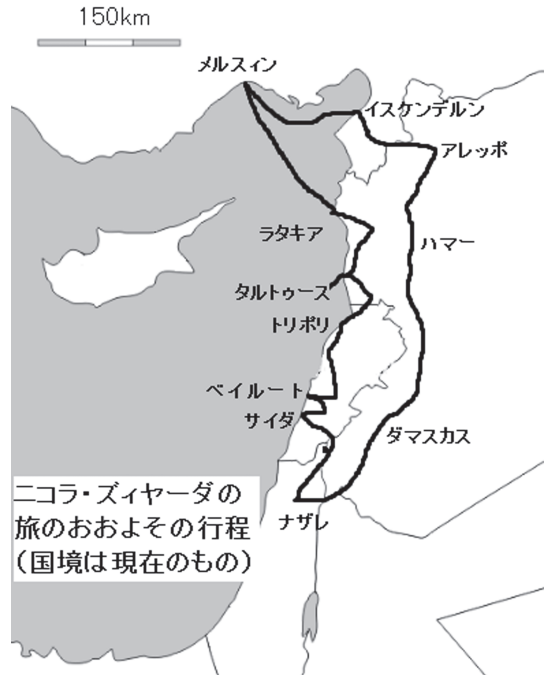 150km
メルスィン
イスケンデルン
アレッポ
ラタキア
ハマー
タルトゥース
トリポリ
ベイルート
サイダ
ダマスカス
ニコラ・ズィヤーダの
旅のおおよその行程
（国境は現在のもの）
ナザレ